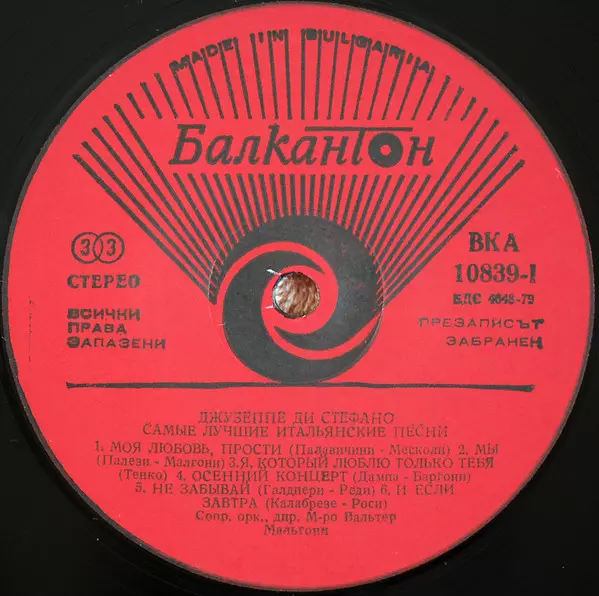 MADE IN BULGARIA
Балкантон
33
СТЕРЕО
ВСИЧКИ
ПРАВА
ЗАПАЗЕНИ
ВКА
10839-I
БДС 4048-79
ПРЕЗАПИСЪТ
ЗАБРАНЕН
ДЖУЗЕППЕ ДИ СТЕФАНО
САМЫЕ ЛУЧШИЕ ИТАЛЬЯНСКИЕ ПЕСНИ
1. МОЯ ЛЮБОВЬ, ПРОСТИ (Палавичини - Месколи) 2. МЫ
(Палези - Малгони) 3.Я, КОТОРЫЙ ЛЮБЛЮ ТОЛЬКО ТЕБЯ
(Тенко) 4. ОСЕННИЙ КОНЦЕРТ (Дампа - Баргони)
5. НЕ ЗАБЫВАЙ (Галдиери - Реди) 6. И ЕСЛИ
ЗАВТРА (Калабрезе - Роси)
Сопр. орк., дир. М-ро Вальтер
Мальгони